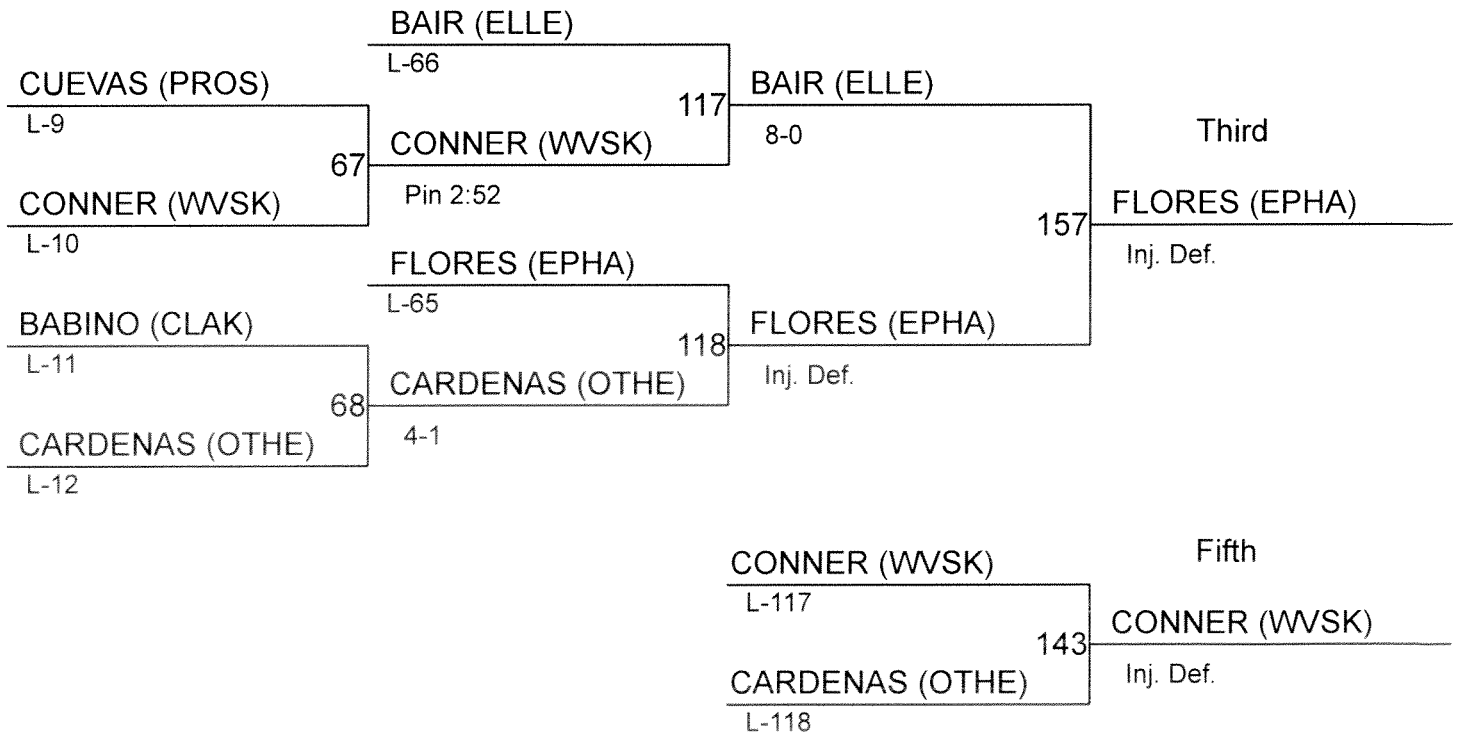 BAIR (ELLE)
L-66
CUEVAS (PROS)
L-9
117
BAIR (ELLE)
8-0
Third
67
CONNER (WVSK)
Pin 2:52
CONNER (WVSK)
L-10
157
FLORES (EPHA)
Inj. Def.
FLORES (EPHA)
L-65
BABINO (CLAK)
L-11
118
FLORES (EPHA)
Inj. Def.
68
CARDENAS (OTHE)
4-1
CARDENAS (OTHE)
L-12
Fifth
CONNER (WVSK)
L-117
143
CONNER (WVSK)
Inj. Def.
CARDENAS (OTHE)
L-118